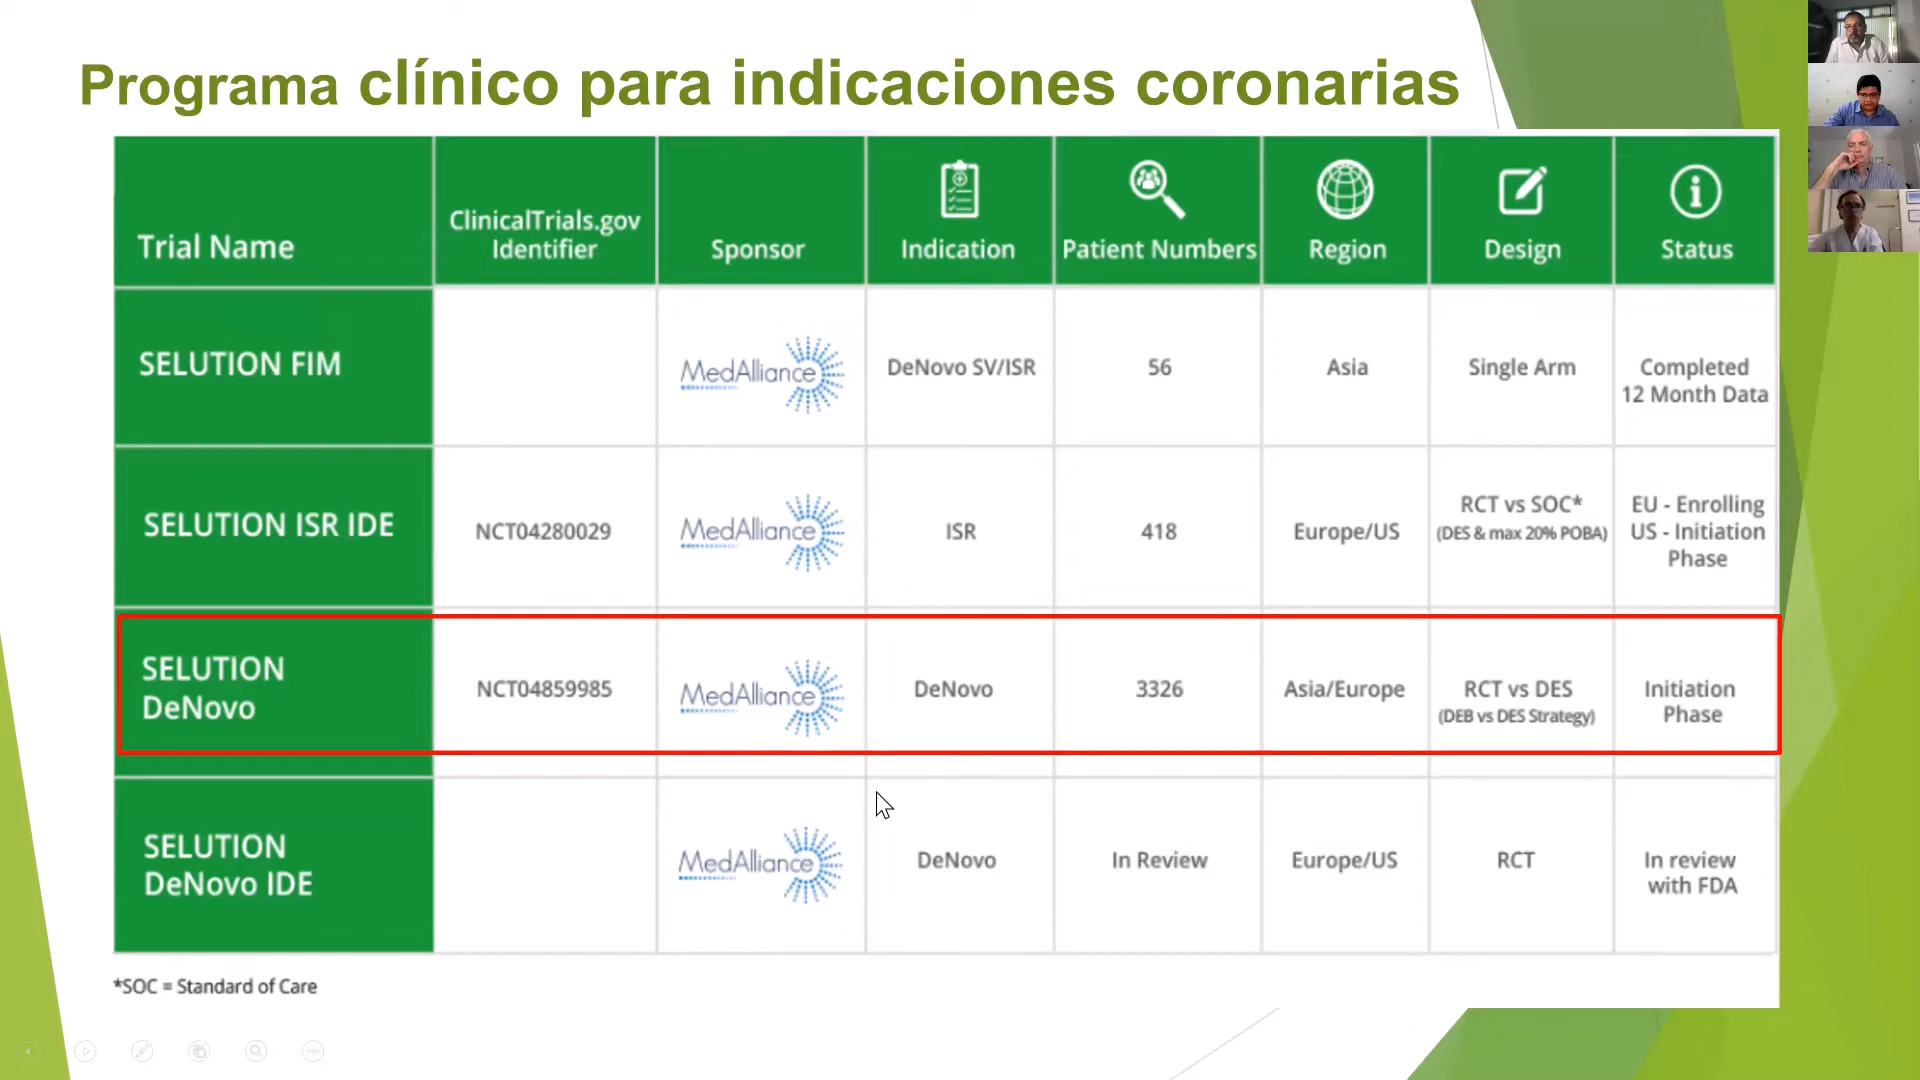 Programa clínico para indicaciones coronarias
Trial Name
ClinicalTrials.gov
Identifier
Sponsor
Indication
Patient Numbers
Region
Design
Status
SELUTION FIM
MedAlliance
DeNovo SV/ISR
56
Asia
Single Arm
Completed
12 Month Data
SELUTION ISR IDE
NCT04280029
MedAlliance
ISR
418
Europe/US
RCT vs SOC*
(DES & max 20% POBA)
EU - Enrolling
US - Initiation
Phase
SELUTION
DeNovo
NCT04859985
MedAlliance
DeNovo
3326
Asia/Europe
RCT vs DES
(DEB vs DES Strategy)
Initiation
Phase
SELUTION
DeNovo IDE
MedAlliance
DeNovo
In Review
Europe/US
RCT
In review
with FDA
*SOC = Standard of Care